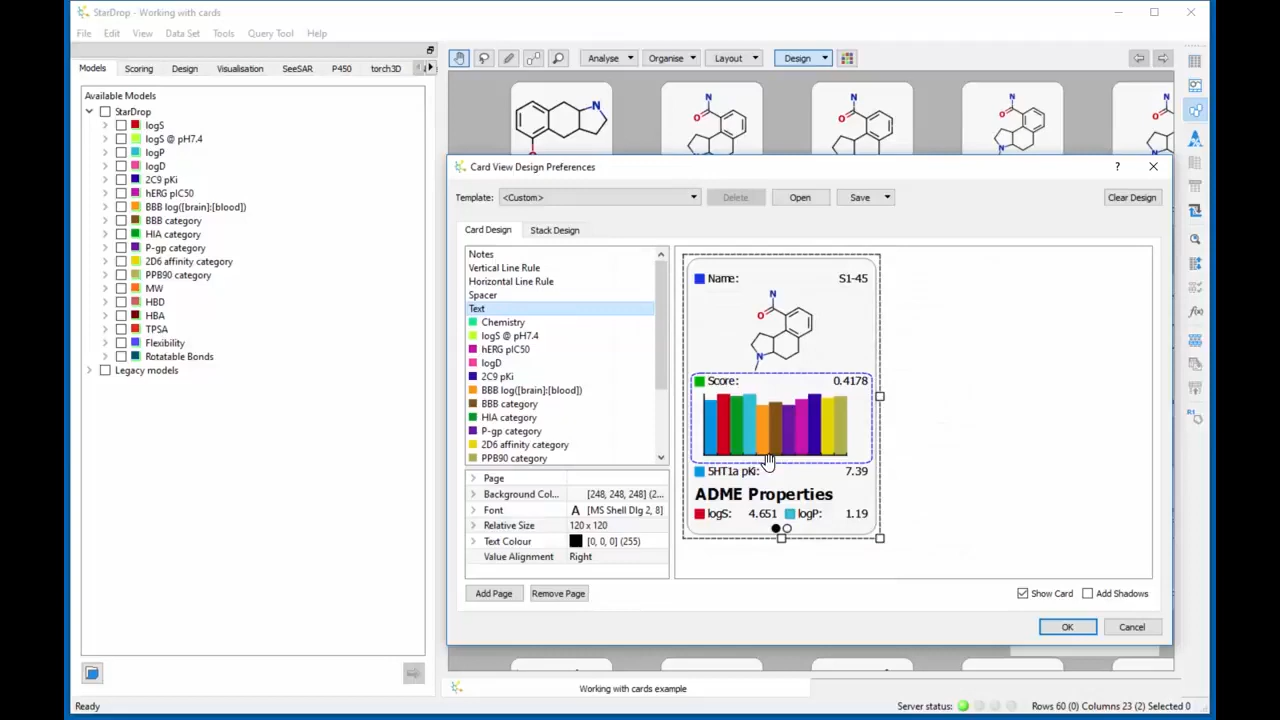 StarDrop - Working with cards
File Edit View Data Set Tools Query Tool Help
Models Scoring Design Visualisation SeeSAR P450 torch3D
Analyse Organise Layout Design
Available Models
StarDrop
logS
logS @ pH7.4
logP
logD
2C9 pKi
hERG pIC50
BBB log([brain]:[blood])
BBB category
HIA category
P-gp category
2D6 affinity category
PPB90 category
MW
HBD
HBA
TPSA
Flexibility
Rotatable Bonds
Legacy models
N
N
O
N
O
N
O
N
Card View Design Preferences
?
Template: <Custom> Delete Open Save Clear Design
Card Design Stack Design
Notes
Vertical Line Rule
Horizontal Line Rule
Spacer
Text
Chemistry
logS @ pH7.4
hERG pIC50
logD
2C9 pKi
BBB log([brain]:[blood])
BBB category
HIA category
P-gp category
2D6 affinity category
PPB90 category
Page
Background Col... [248, 248, 248] (2...
Font A [MS Shell Dlg 2, 8]
Relative Size 120 x 120
Text Colour [0, 0, 0] (255)
Value Alignment Right
Name: S1-45
N
O
N
Score: 0.4178
5HT1a pKi: 7.39
ADME Properties
logS: 4.651 logP: 1.19
Add Page Remove Page
Show Card Add Shadows
OK Cancel
f(x)
R1
Working with cards example
Ready
Server status: Rows 60 (0) Columns 23 (2) Selected 0